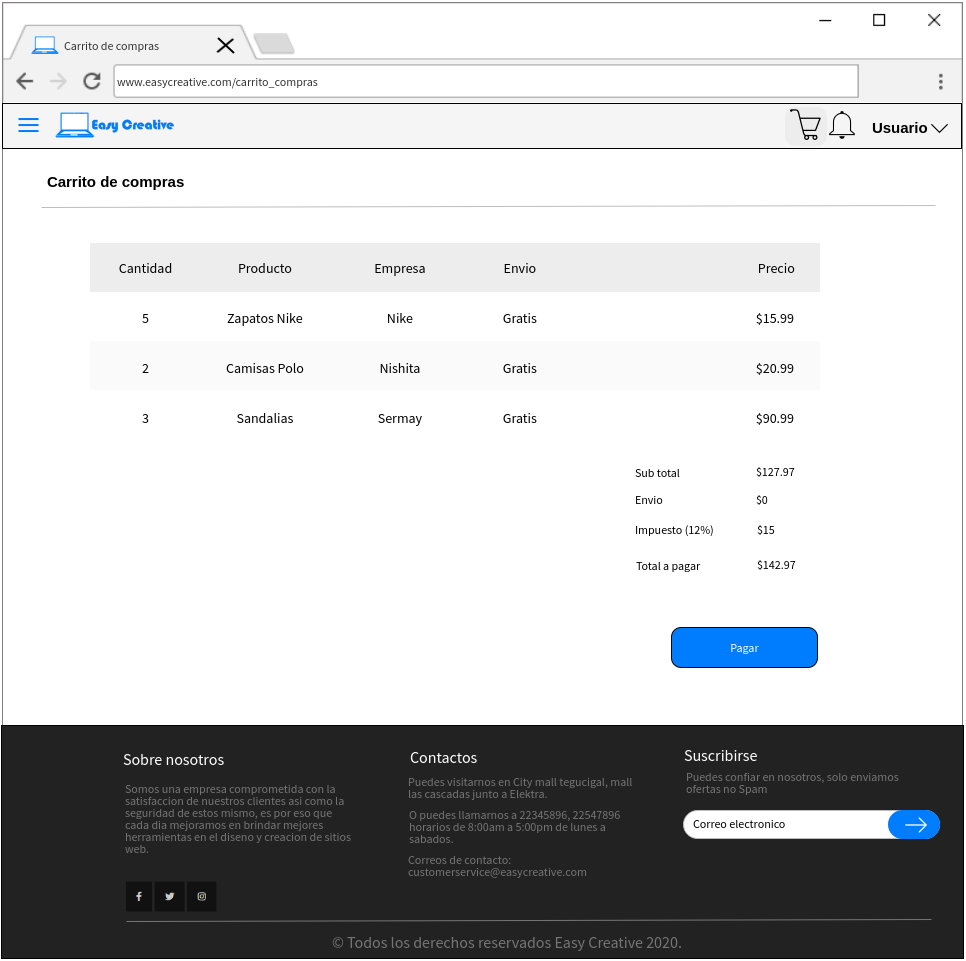 Carrito de compras
www.easycreative.com/carrito_compras
Easy Creative
Usuario
Carrito de compras
Cantidad Producto Empresa Envio Precio
5 Zapatos Nike Nike Gratis $15.99
2 Camisas Polo Nishita Gratis $20.99
3 Sandalias Sermay Gratis $90.99
Sub total $127.97
Envio $0
Impuesto (12%) $15
Total a pagar $142.97
Pagar
Sobre nosotros
Somos una empresa comprometida con la
satisfaccion de nuestros clientes asi como la
seguridad de estos mismo, es por eso que
cada dia mejoramos en brindar mejores
herramientas en el diseno y creacion de sitios
web.
Contactos
Puedes visitarnos en City mall tegucigal, mall
las cascadas junto a Elektra.
O puedes llamarnos a 22345896, 22547896
horarios de 8:00am a 5:00pm de lunes a
sabados.
Correos de contacto:
customerservice@easycreative.com
Suscribirse
Puedes confiar en nosotros, solo enviamos
ofertas no Spam
Correo electronico
© Todos los derechos reservados Easy Creative 2020.